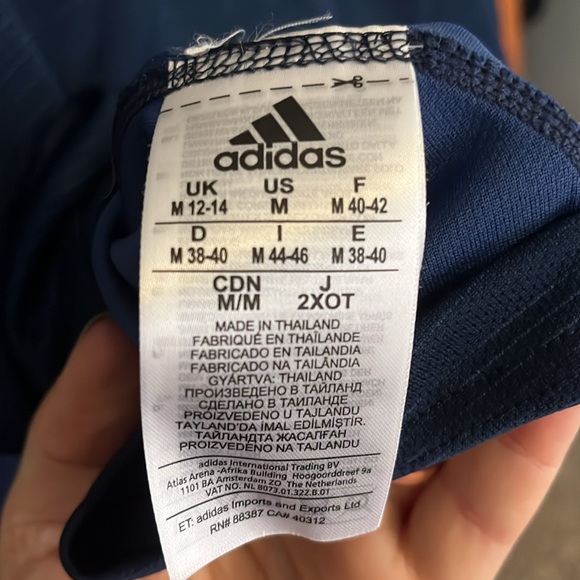 adidas
UK US F
M 12-14 M M 40-42
D I E
M 38-40 M 44-46 M 38-40
CDN J
M/M 2XOT
MADE IN THAILAND
FABRIQUÉ EN THAÏLANDE
FABRICADO EN TAILANDIA
FABRICADO NA TAILÂNDIA
GYÁRTVA: THAILAND
ПРОИЗВЕДЕНО В ТАЙЛАНД
СДЕЛАНО В ТАИЛАНДЕ
PROIZVEDENO U TAJLANDU
TAYLAND'DA IMAL EDİLMİŞTİR.
ТАЙЛАНДТА ЖАСАЛҒАН
PROIZVEDENO NA TAJLANDU
adidas International Trading BV
Atlas Arena -Afrika Building Hoogoorddreef 9a
1101 BA Amsterdam ZO The Netherlands
VAT NO. NL 8073.01.322.B.01
ET: adidas Imports and Exports Ltd
RN# 88387 CA# 40312